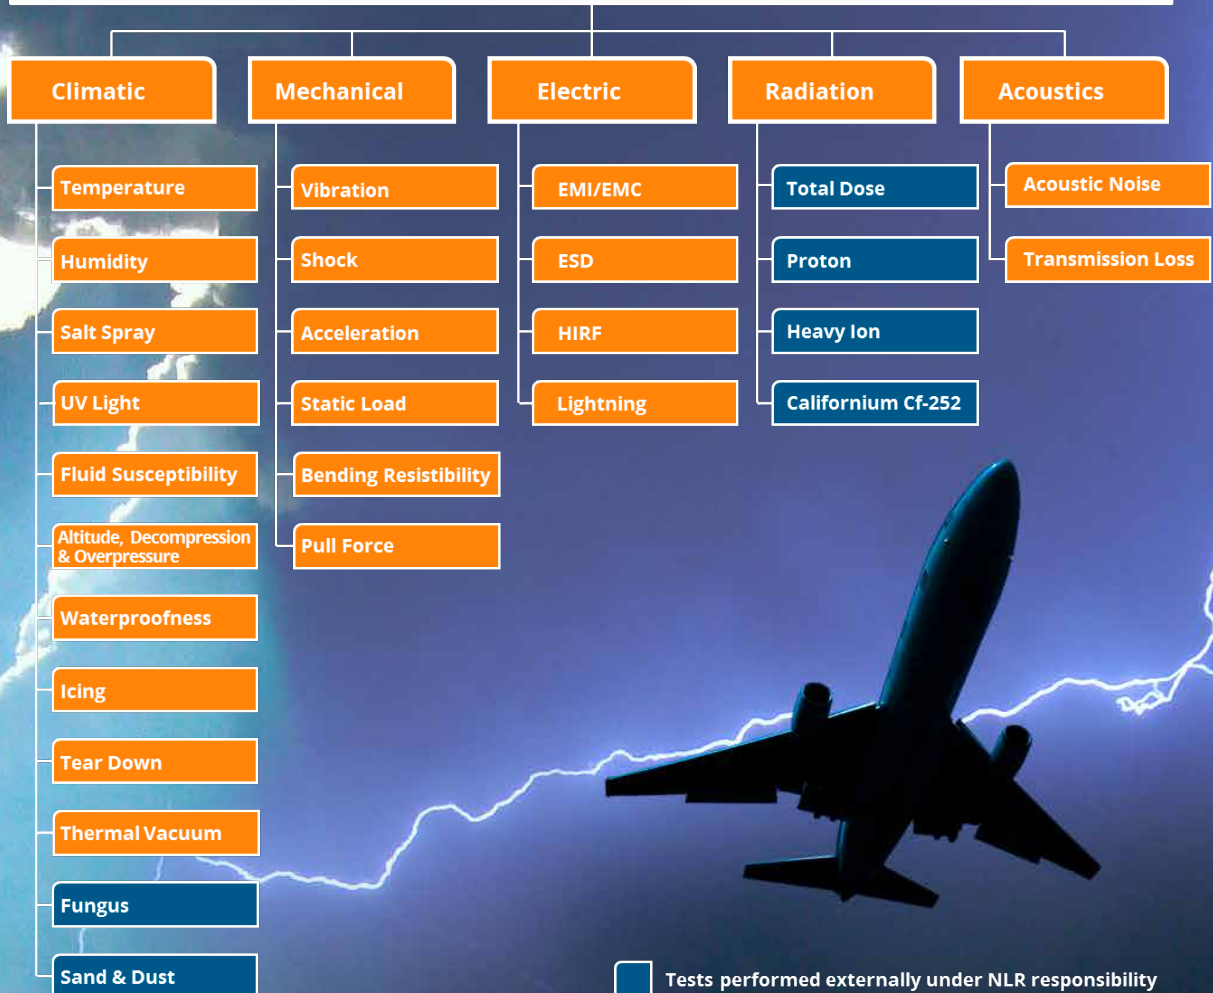 Climatic
Mechanical
Electric
Radiation
Acoustics
Temperature
Humidity
Salt Spray
UV Light
Fluid Susceptibility
Altitude, Decompression
& Overpressure
Waterproofness
Icing
Tear Down
Thermal Vacuum
Fungus
Sand & Dust
Vibration
Shock
Acceleration
Static Load
Bending Resistibility
Pull Force
EMI/EMC
ESD
HIRF
Lightning
Total Dose
Proton
Heavy Ion
Californium Cf-252
Acoustic Noise
Transmission Loss
Tests performed externally under NLR responsibility